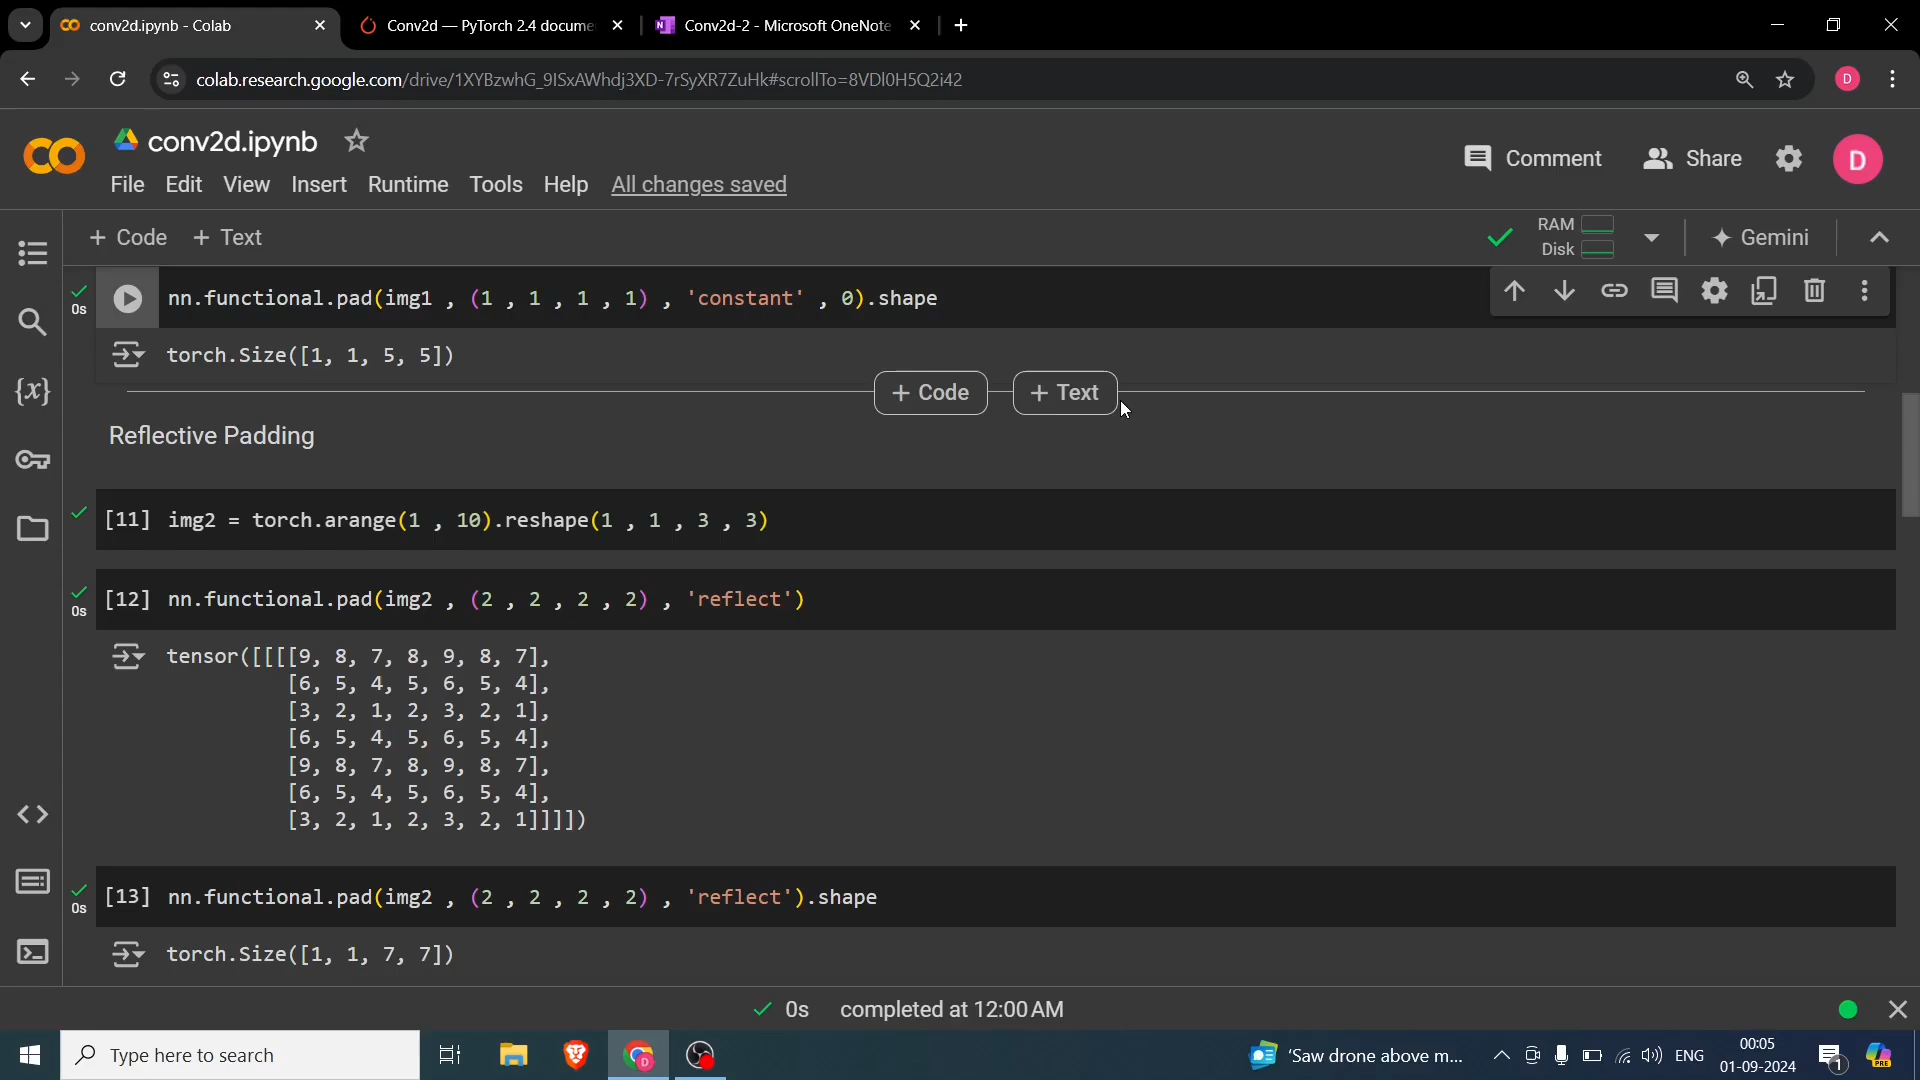 conv2d.ipynb - Colab
Conv2d — PyTorch 2.4 docume
Conv2d-2 - Microsoft OneNote
colab.research.google.com/drive/1XYBzwhG_9ISxAWhdj3XD-7rSyXR7ZuHk#scrollTo=8VDl0H5Q2i42
D
conv2d.ipynb
Comment
Share
D
File Edit View Insert Runtime Tools Help All changes saved
+ Code + Text
RAM
Disk
Gemini
0s
nn.functional.pad(img1 , (1 , 1 , 1 , 1) , 'constant' , 0).shape
torch.Size([1, 1, 5, 5])
+ Code + Text
Reflective Padding
[11] img2 = torch.arange(1 , 10).reshape(1 , 1 , 3 , 3)
0s
[12] nn.functional.pad(img2 , (2 , 2 , 2 , 2) , 'reflect')
tensor([[[[9, 8, 7, 8, 9, 8, 7],
[6, 5, 4, 5, 6, 5, 4],
[3, 2, 1, 2, 3, 2, 1],
[6, 5, 4, 5, 6, 5, 4],
[9, 8, 7, 8, 9, 8, 7],
[6, 5, 4, 5, 6, 5, 4],
[3, 2, 1, 2, 3, 2, 1]]]])
0s
[13] nn.functional.pad(img2 , (2 , 2 , 2 , 2) , 'reflect').shape
torch.Size([1, 1, 7, 7])
0s completed at 12:00 AM
Type here to search
'Saw drone above m...
ENG
00:05
01-09-2024
1
PRE